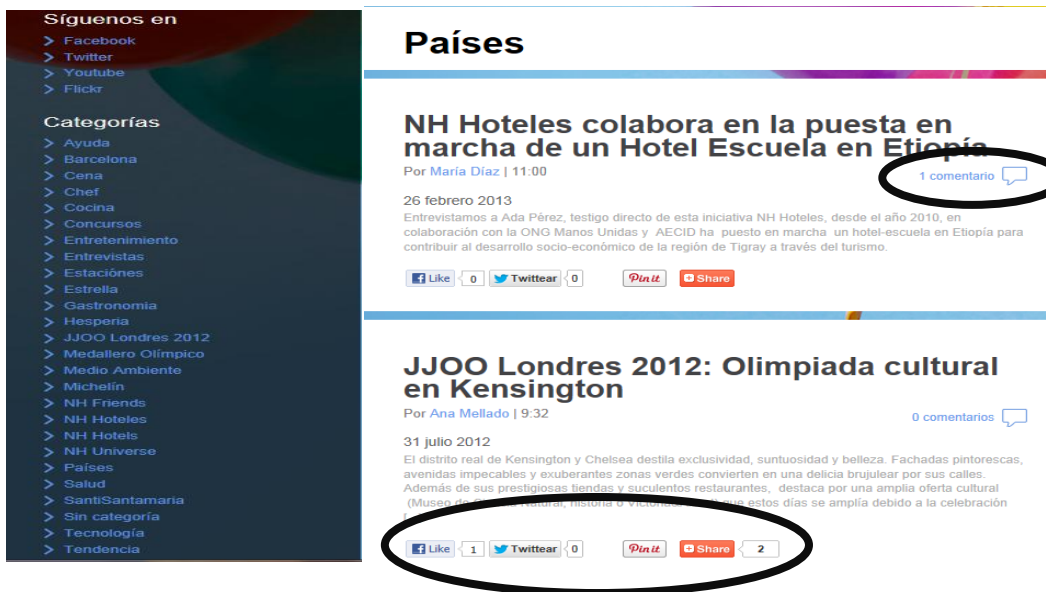 Síguenos en
Facebook
Twitter
Youtube
Flickr
Categorías
Ayuda
Barcelona
Cena
Chef
Cocina
Concursos
Entretenimiento
Entrevistas
Estaciónes
Estrella
Gastronomia
Hesperia
JJOO Londres 2012
Medallero Olímpico
Medio Ambiente
Michelín
NH Friends
NH Hoteles
NH Hotels
NH Universe
Países
Salud
SantiSantamaria
Sin categoría
Tecnología
Tendencia
Países
NH Hoteles colabora en la puesta en
marcha de un Hotel Escuela en Etiopía
Por María Díaz | 11:00
1 comentario
26 febrero 2013
Entrevistamos a Ada Pèrez, testigo directo de esta iniciativa NH Hoteles, desde el año 2010, en
colaboración con la ONG Manos Unidas y AECID ha puesto en marcha un hotel-escuela en Etiopía para
contribuir al desarrollo socio-económico de la región de Tigray a través del turismo.
Like 0 Twittear 0 Pin it Share
JJOO Londres 2012: Olimpiada cultural
en Kensington
Por Ana Mellado | 9:32
0 comentarios
31 julio 2012
El distrito real de Kensington y Chelsea destila exclusividad, suntuosidad y belleza. Fachadas pintorescas,
avenidas impecables y exuberantes zonas verdes convierten en una delicia brujulear por sus calles.
Además de sus prestigiosas tiendas y suculentos restaurantes, destaca por una amplia oferta cultural
(Museo de Natural, historia o que estos días se amplía debido a la celebración
Like 1 Twittear 0 Pin it Share 2